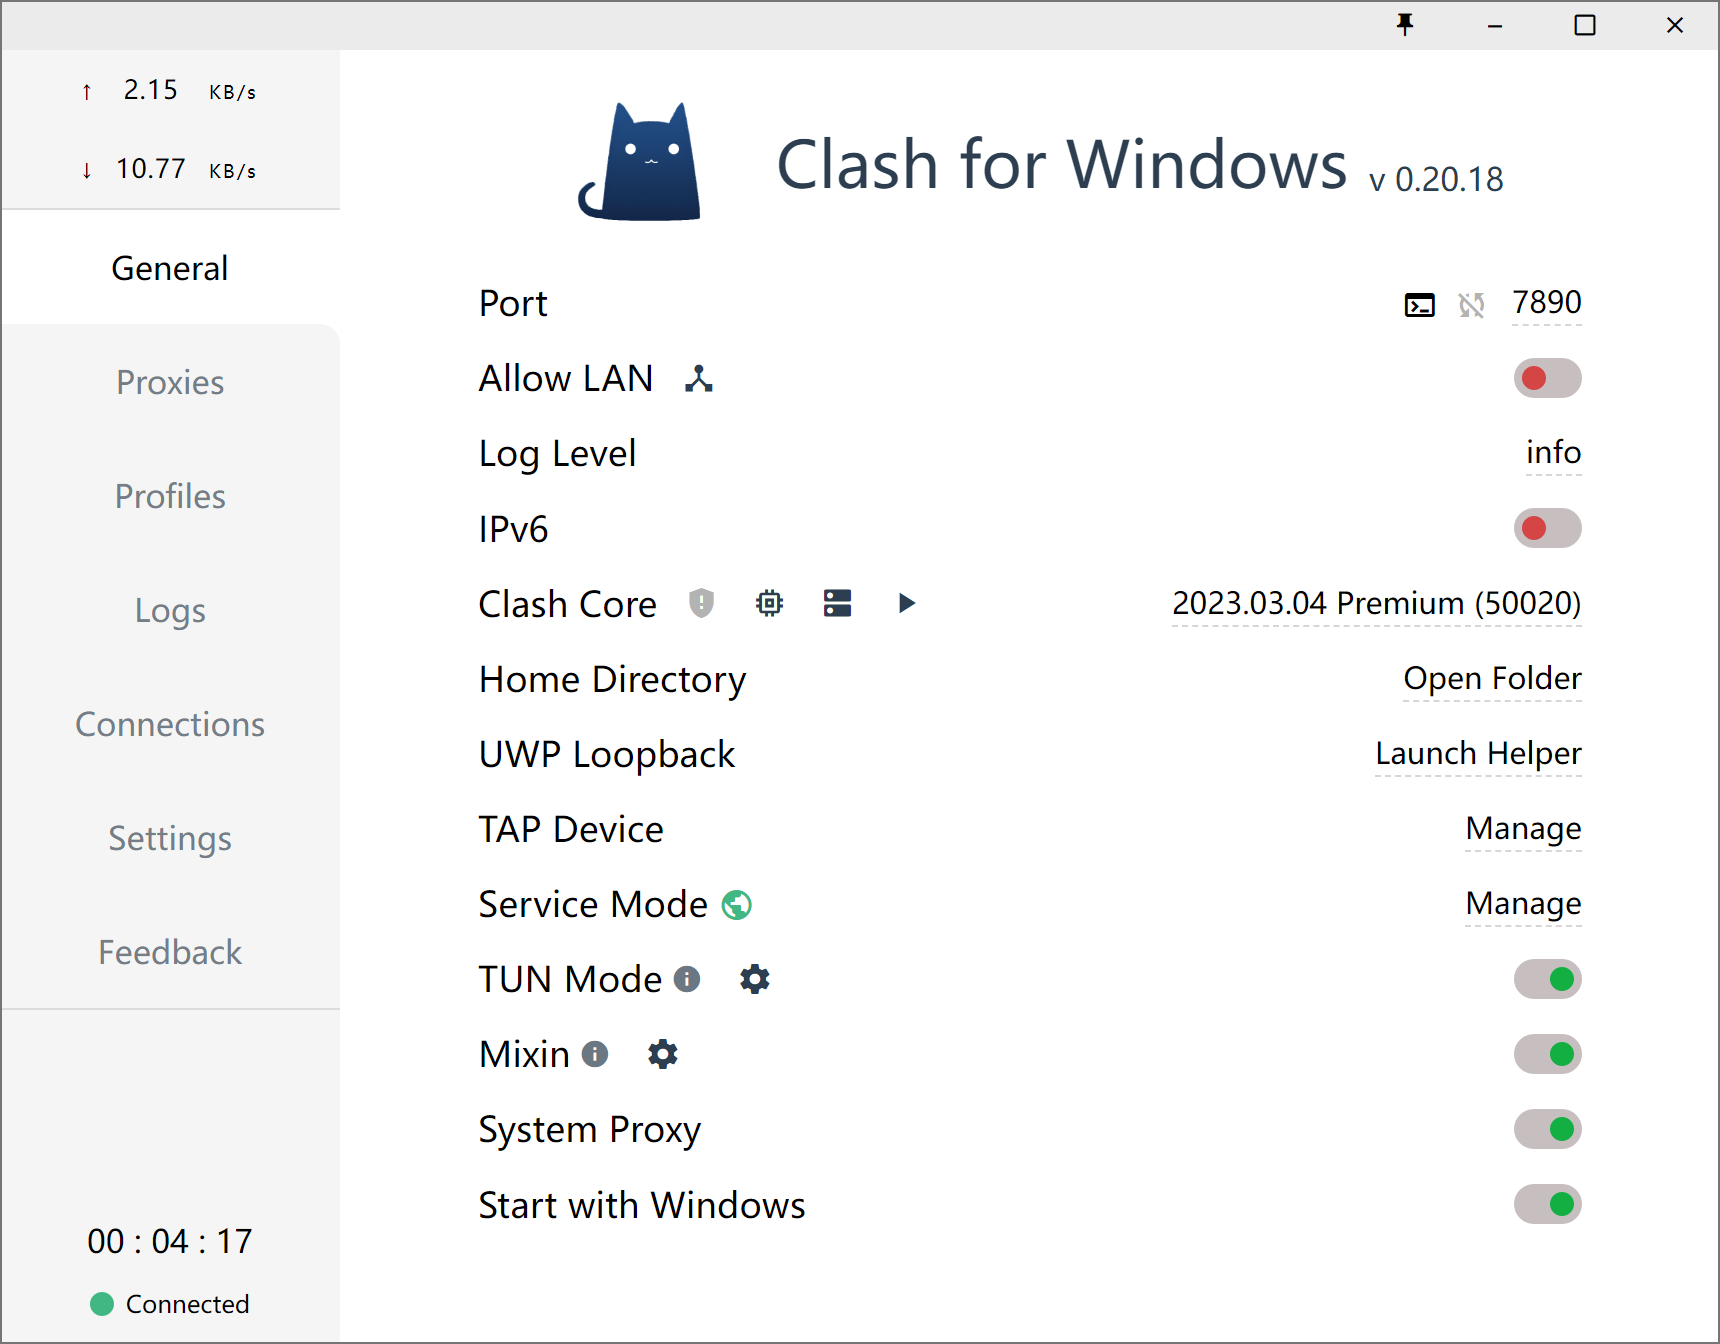 ↑ 2.15 KB/s
↓ 10.77 KB/s
General
Proxies
Profiles
Logs
Connections
Settings
Feedback
00 : 04 : 17
Connected
Clash for Windows v 0.20.18
Port 7890
Allow LAN
Log Level info
IPv6
Clash Core 2023.03.04 Premium (50020)
Home Directory Open Folder
UWP Loopback Launch Helper
TAP Device Manage
Service Mode Manage
TUN Mode
Mixin
System Proxy
Start with Windows